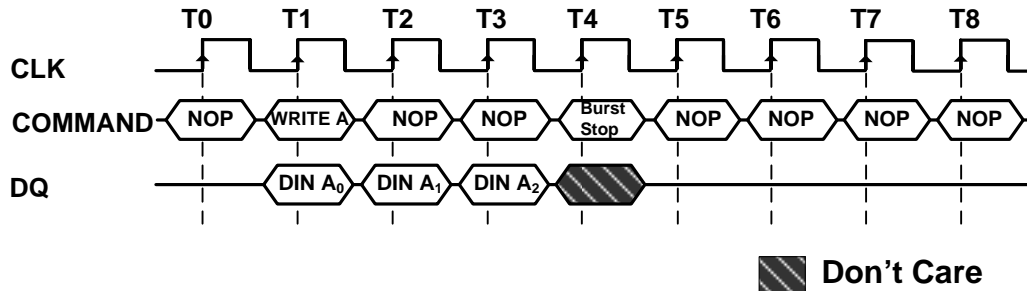 T0 T1 T2 T3 T4 T5 T6 T7 T8
CLK
COMMAND NOP WRITE A NOP NOP Burst Stop NOP NOP NOP NOP
DQ DIN A₀ DIN A₁ DIN A₂
Don't Care